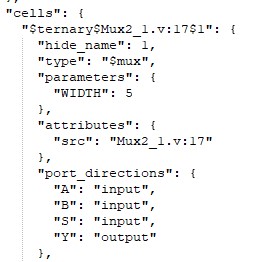 "cells": {
"$ternary$Mux2_1.v:17$1": {
"hide_name": 1,
"type": "$mux",
"parameters": {
"WIDTH": 5
},
"attributes": {
"src": "Mux2_1.v:17"
},
"port_directions": {
"A": "input",
"B": "input",
"S": "input",
"Y": "output"
},